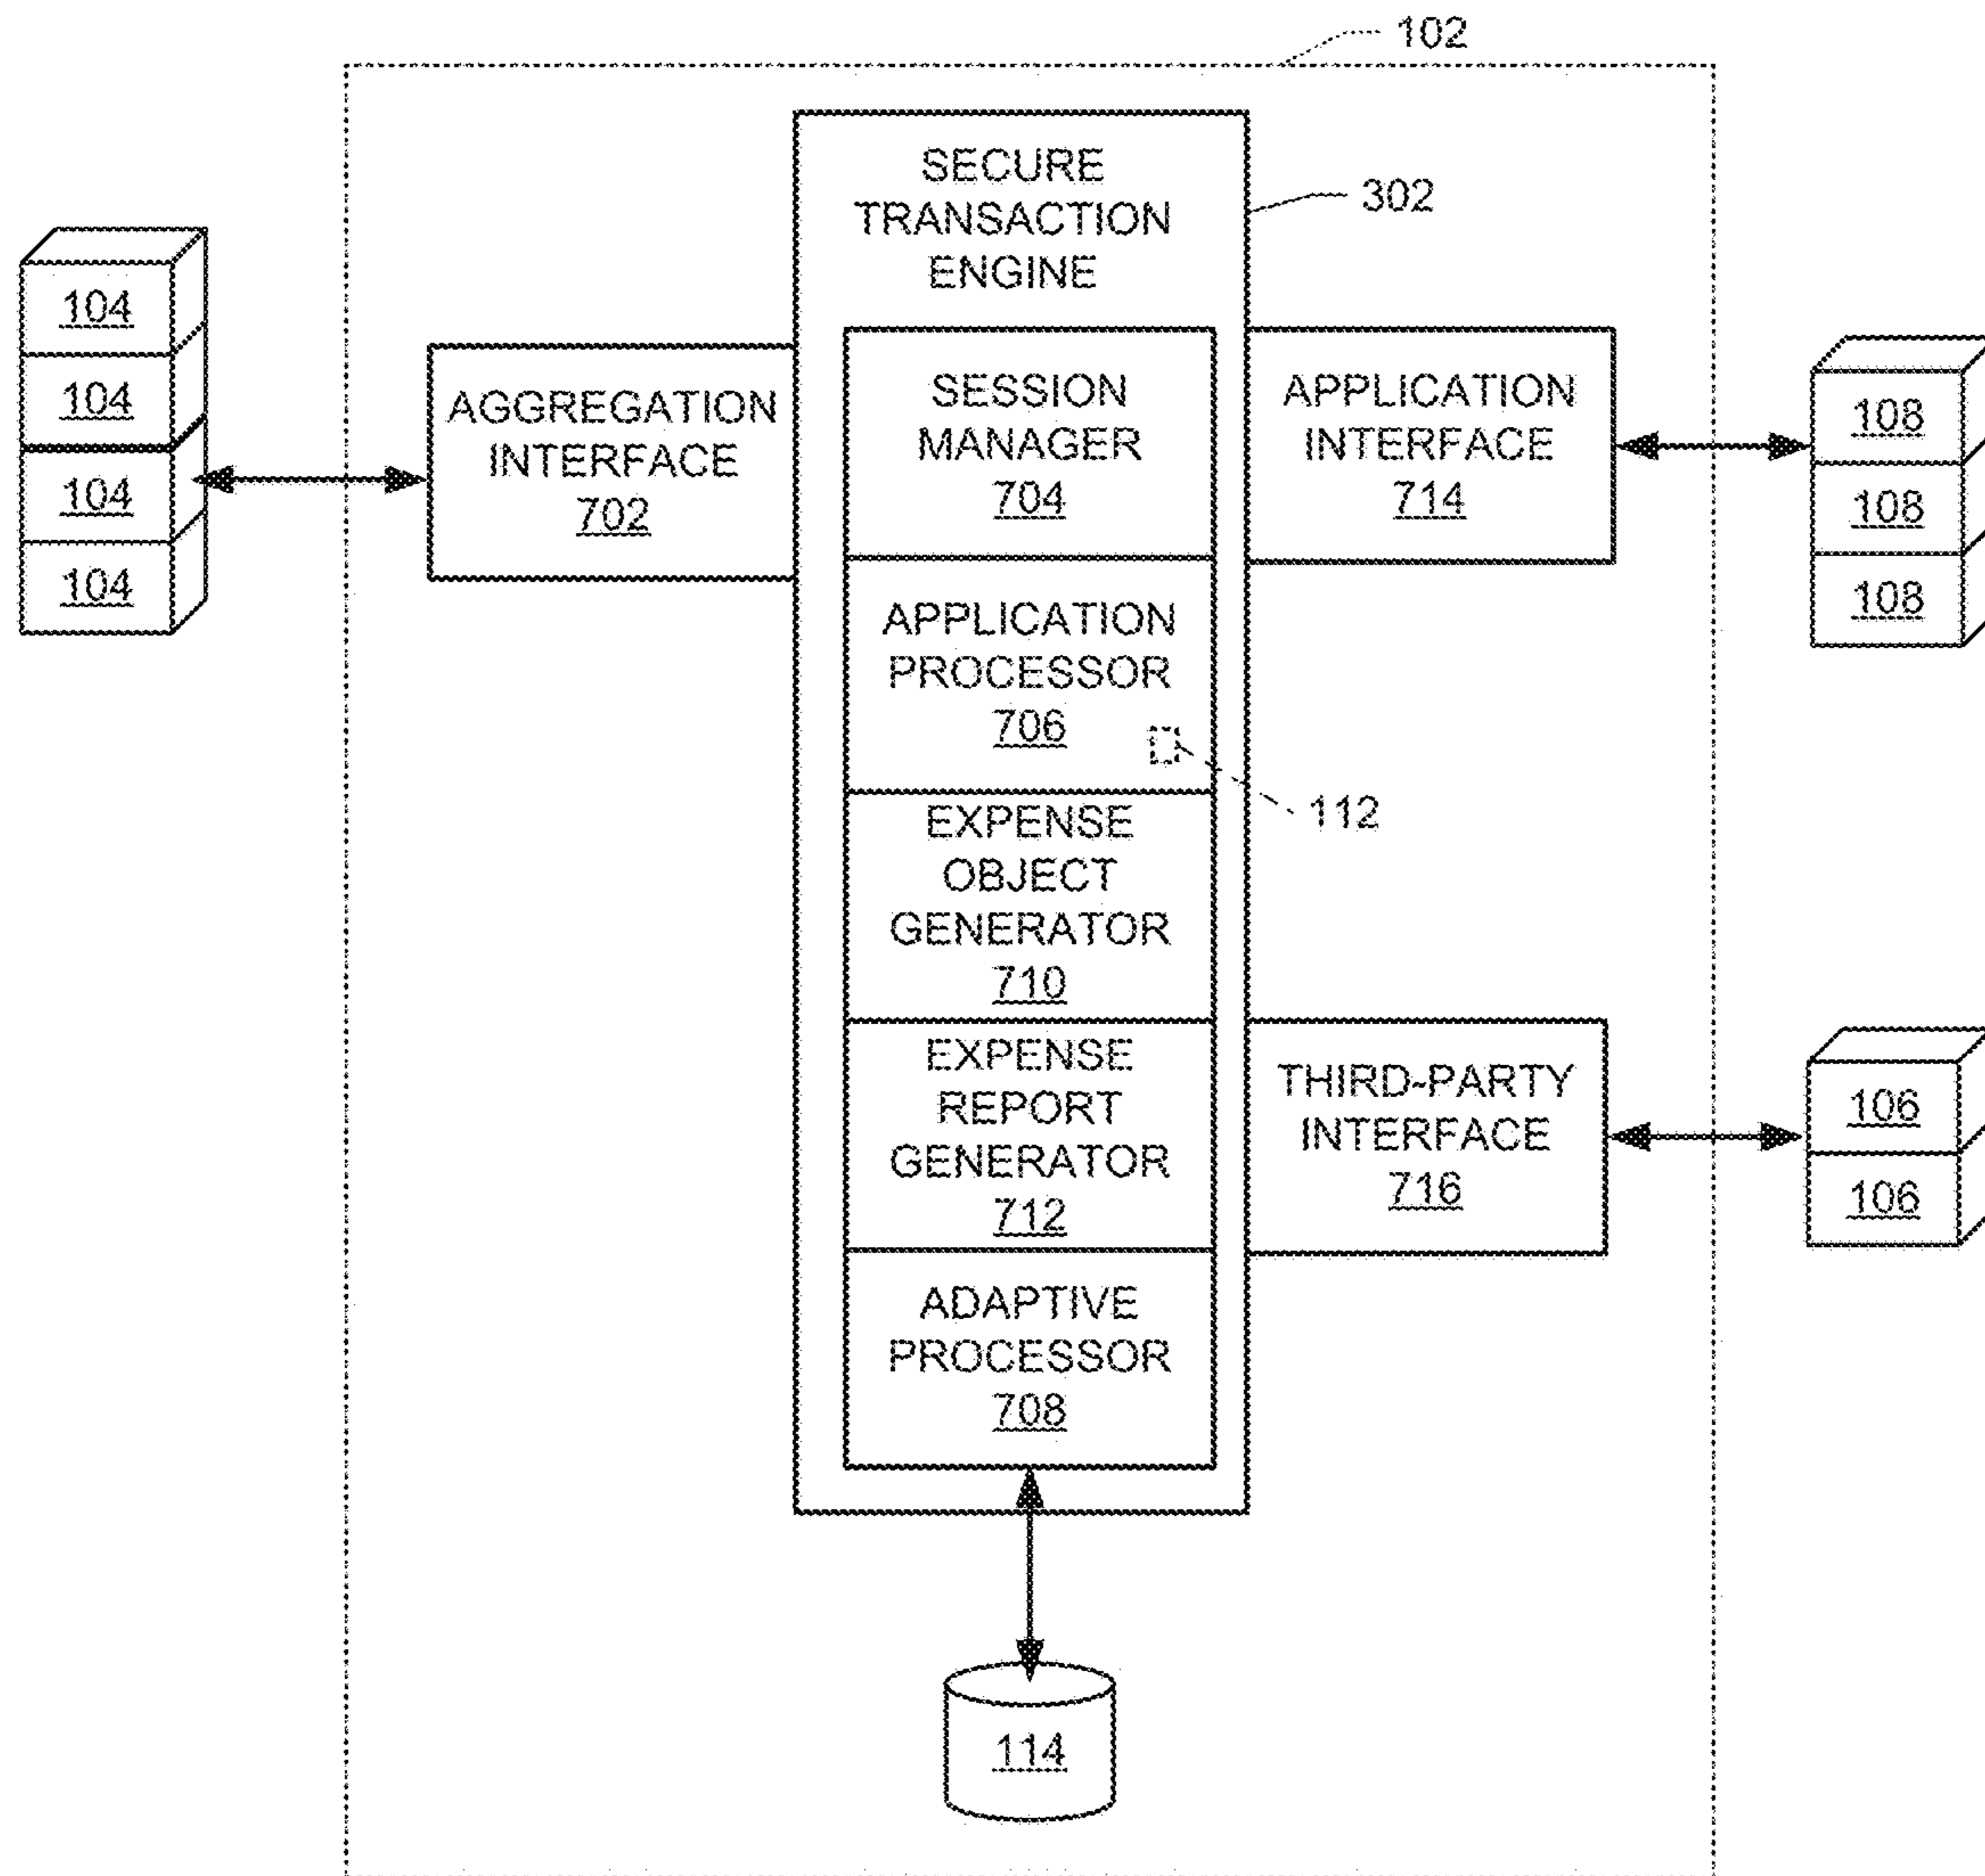 102
SECURE
TRANSACTION
ENGINE
302
104
104
104
104
AGGREGATION
INTERFACE
702
SESSION
MANAGER
704
APPLICATION
INTERFACE
714
108
108
108
APPLICATION
PROCESSOR
706
112
EXPENSE
OBJECT
GENERATOR
710
EXPENSE
REPORT
GENERATOR
712
THIRD-PARTY
INTERFACE
716
106
106
ADAPTIVE
PROCESSOR
708
114